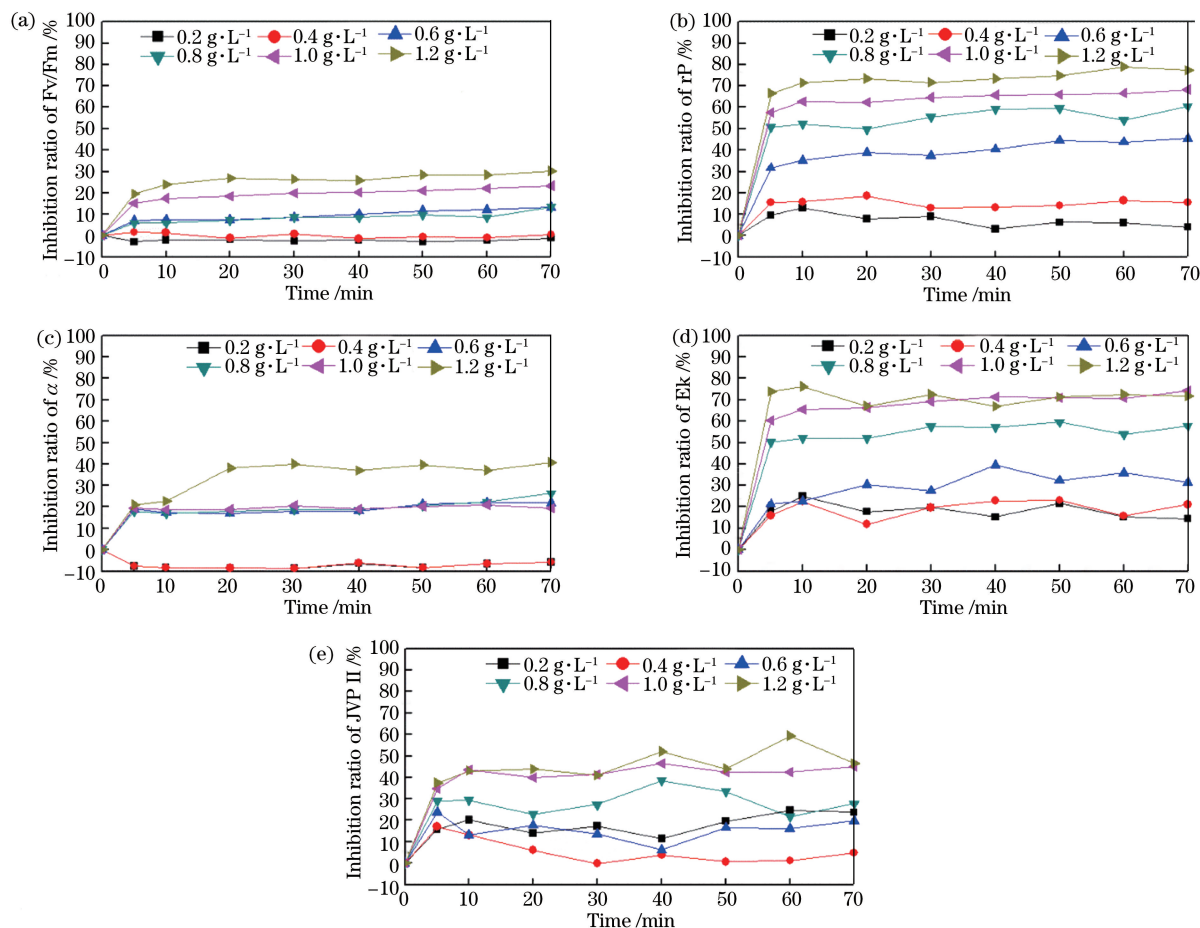 (a)
Inhibition ratio of Fv/Fm /%
100
90
80
70
60
50
40
30
20
10
0
−10
0.2 g·L⁻¹ 0.4 g·L⁻¹ 0.6 g·L⁻¹
0.8 g·L⁻¹ 1.0 g·L⁻¹ 1.2 g·L⁻¹
0 10 20 30 40 50 60 70
Time /min
(b)
Inhibition ratio of rP /%
100
90
80
70
60
50
40
30
20
10
0
−10
0.2 g·L⁻¹ 0.4 g·L⁻¹ 0.6 g·L⁻¹
0.8 g·L⁻¹ 1.0 g·L⁻¹ 1.2 g·L⁻¹
0 10 20 30 40 50 60 70
Time /min
(c)
Inhibition ratio of α /%
100
90
80
70
60
50
40
30
20
10
0
−10
0.2 g·L⁻¹ 0.4 g·L⁻¹ 0.6 g·L⁻¹
0.8 g·L⁻¹ 1.0 g·L⁻¹ 1.2 g·L⁻¹
0 10 20 30 40 50 60 70
Time /min
(d)
Inhibition ratio of Ek /%
100
90
80
70
60
50
40
30
20
10
0
−10
0.2 g·L⁻¹ 0.4 g·L⁻¹ 0.6 g·L⁻¹
0.8 g·L⁻¹ 1.0 g·L⁻¹ 1.2 g·L⁻¹
0 10 20 30 40 50 60 70
Time /min
(e)
Inhibition ratio of JVP II /%
100
90
80
70
60
50
40
30
20
10
0
−10
0.2 g·L⁻¹ 0.4 g·L⁻¹ 0.6 g·L⁻¹
0.8 g·L⁻¹ 1.0 g·L⁻¹ 1.2 g·L⁻¹
0 10 20 30 40 50 60 70
Time /min